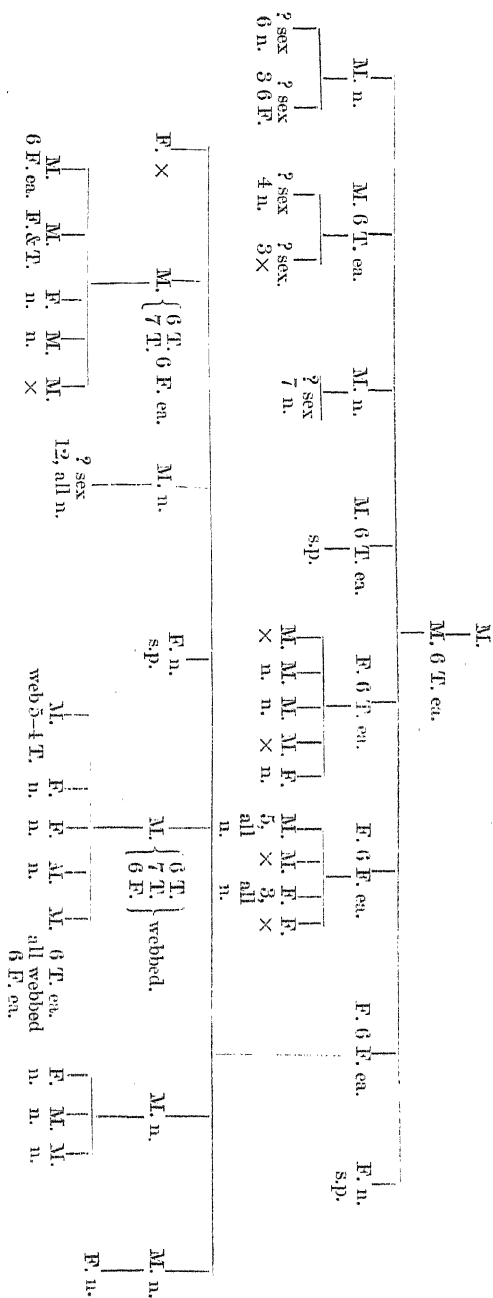 M.
M. 6 T. ea.
M. n.
M. 6 T. ea.
M. n.
M. 6 T. ea.
F. 6 T. ea.
F. 6 F. ea.
F. 6 F. ea.
F. n.
? sex
6 n.
? sex
3 6 F.
? sex
4 n.
? sex.
3 ×
? sex
7 n.
s.p.
M. M. M. M. F.
× n. n. × n.
M. M. F. F.
5, × 3, ×
all all
n. n.
s.p.
F. ×
M. { 6 T. 6 F. ea.
7 T.
M. n.
F. n.
s.p.
M. { 6 T. } webbed.
7 T.
6 F.
M. n.
M. n.
M. M. F. M. M.
6 F. ea. F. & T. n. n. ×
? sex
12, all n.
M. F. F. M. M.
web 5–4 T. n. n. n. 6 T. ea.
all webbed
6 F. ea.
F. M. M.
n. n. n.
F. n.